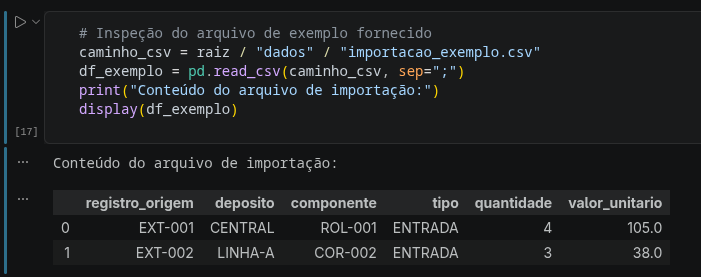 # Inspeção do arquivo de exemplo fornecido
caminho_csv = raiz / "dados" / "importacao_exemplo.csv"
df_exemplo = pd.read_csv(caminho_csv, sep=";")
print("Conteúdo do arquivo de importação:")
display(df_exemplo)
[17]
... Conteúdo do arquivo de importação:
...
registro_origem deposito componente tipo quantidade valor_unitario
0 EXT-001 CENTRAL ROL-001 ENTRADA 4 105.0
1 EXT-002 LINHA-A COR-002 ENTRADA 3 38.0